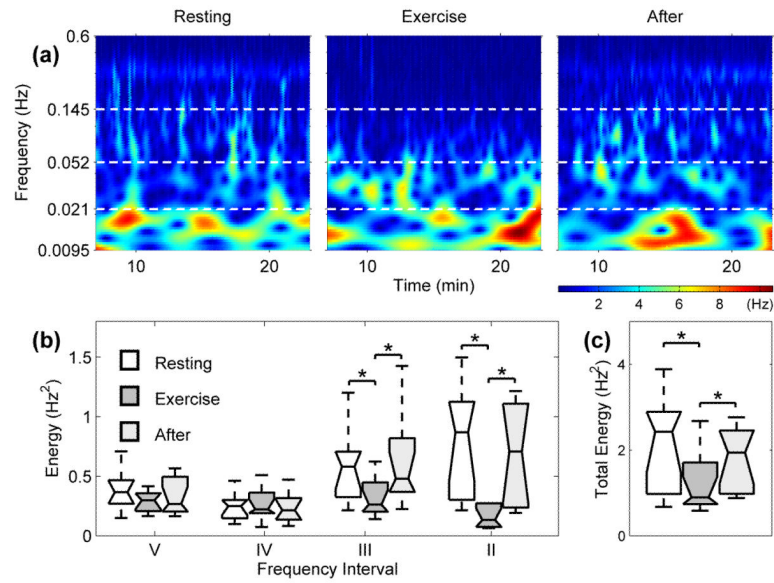 Resting Exercise After
(a)
0.6
0.145
0.052
0.021
0.0095
Frequency (Hz)
10 20 10 20 10 20
Time (min)
2 4 6 8 (Hz)
(b)
Resting
Exercise
After
* * * *
1.5
1
0.5
0
Energy (Hz²)
V IV III II
Frequency Interval
(c)
* *
4
2
0
Total Energy (Hz²)